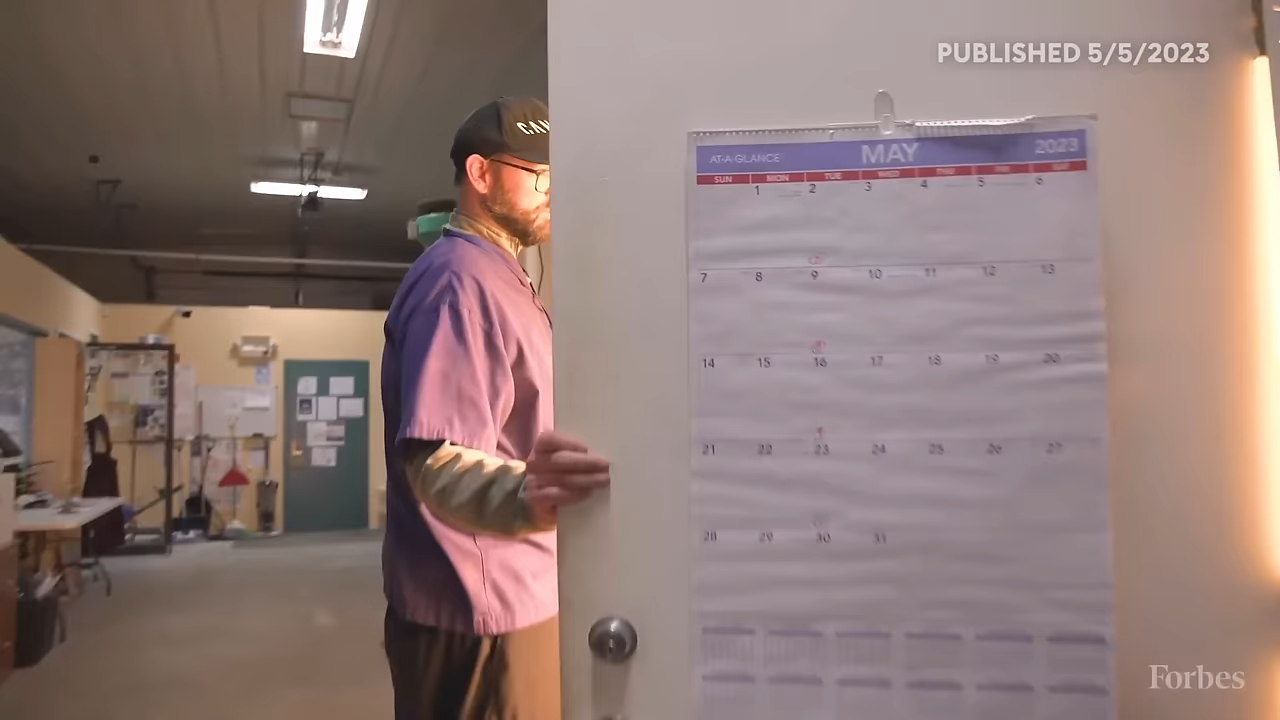 PUBLISHED 5/5/2023
CAN
AT-A-GLANCE
MAY
2023
SUN MON TUE WED THU FRI SAT
1 2 3 4 5 6
7 8 9 10 11 12 13
14 15 16 17 18 19 20
21 22 23 24 25 26 27
28 29 30 31
Forbes